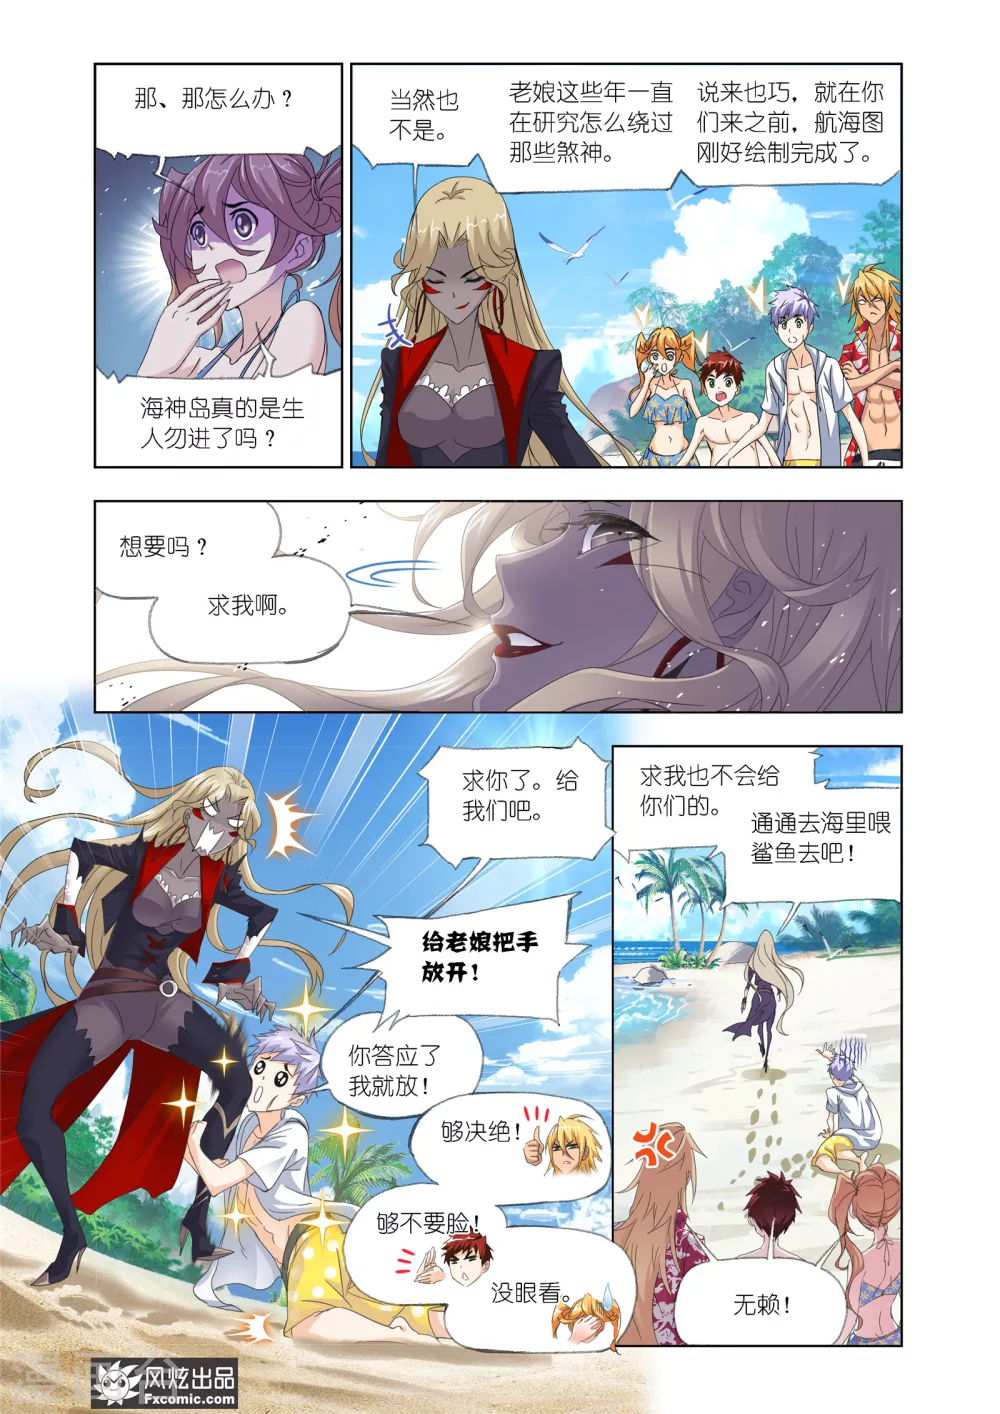 那、那怎么办？
海神岛真的是生
人勿进了吗？
当然也
不是。
老娘这些年一直
在研究怎么绕过
那些煞神。
说来也巧，就在你
们来之前，航海图
刚好绘制完成了。
想要吗？
求我啊。
求你了。给
我们吧。
给老娘把手
放开！
你答应了
我就放！
够决绝！
够不要脸！
没眼看。
求我也不会给
你们的。
通通去海里喂
鲨鱼去吧！
无赖！
风炫出品
Fxcomic.com